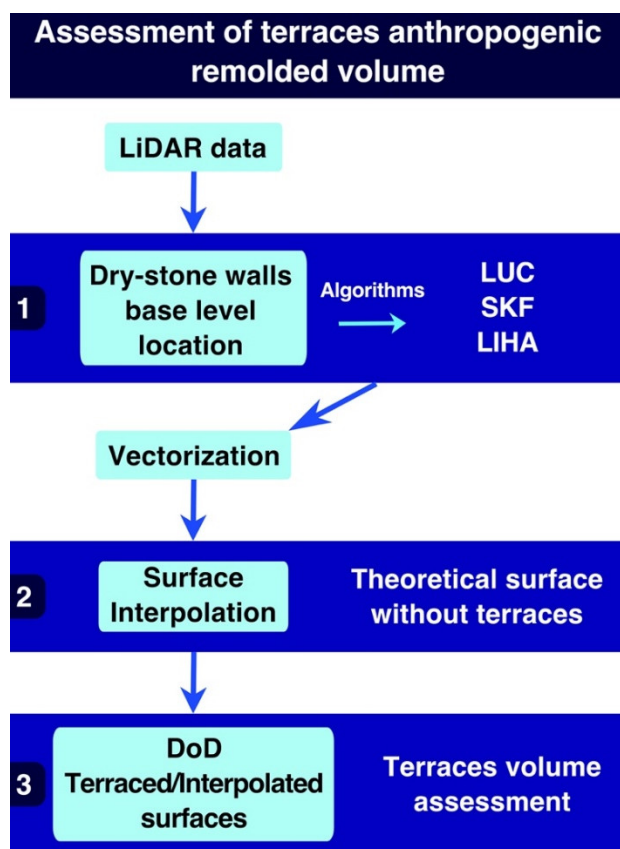 Assessment of terraces anthropogenic
remolded volume
LiDAR data
1
Dry-stone walls
base level
location
Algorithms
LUC
SKF
LIHA
Vectorization
2
Surface
Interpolation
Theoretical surface
without terraces
3
DoD
Terraced/Interpolated
surfaces
Terraces volume
assessment